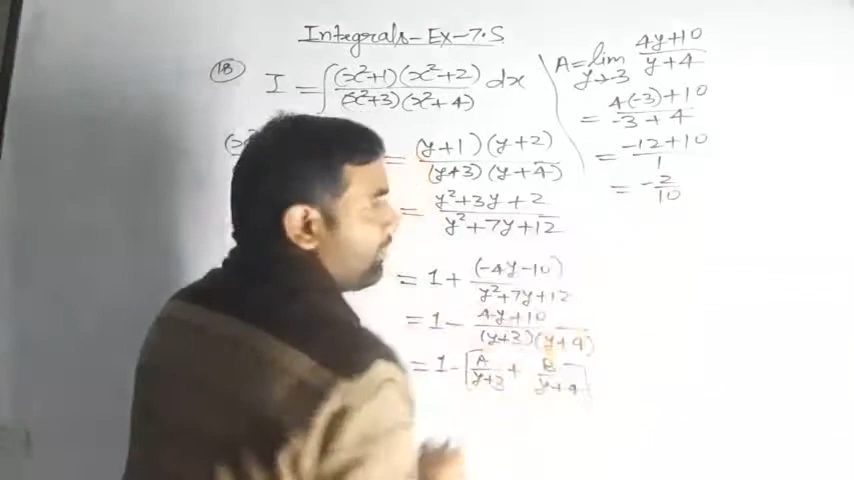 Integrals-Ex-7.5
18 I = ∫ (x²+1)(x²+2) / (x²+3)(x²+4) dx
= (y+1)(y+2) / (y+3)(y+4)
= y²+3y+2 / y²+7y+12
= 1 + (-4y-10) / y²+7y+12
= 1 - 4y+10 / (y+3)(y+4)
= 1 - [A / y+3 + B / y+4]
A = lim y→-3 4y+10 / y+4
= 4(-3)+10 / -3+4
= -12+10 / 1
= -2 / 10